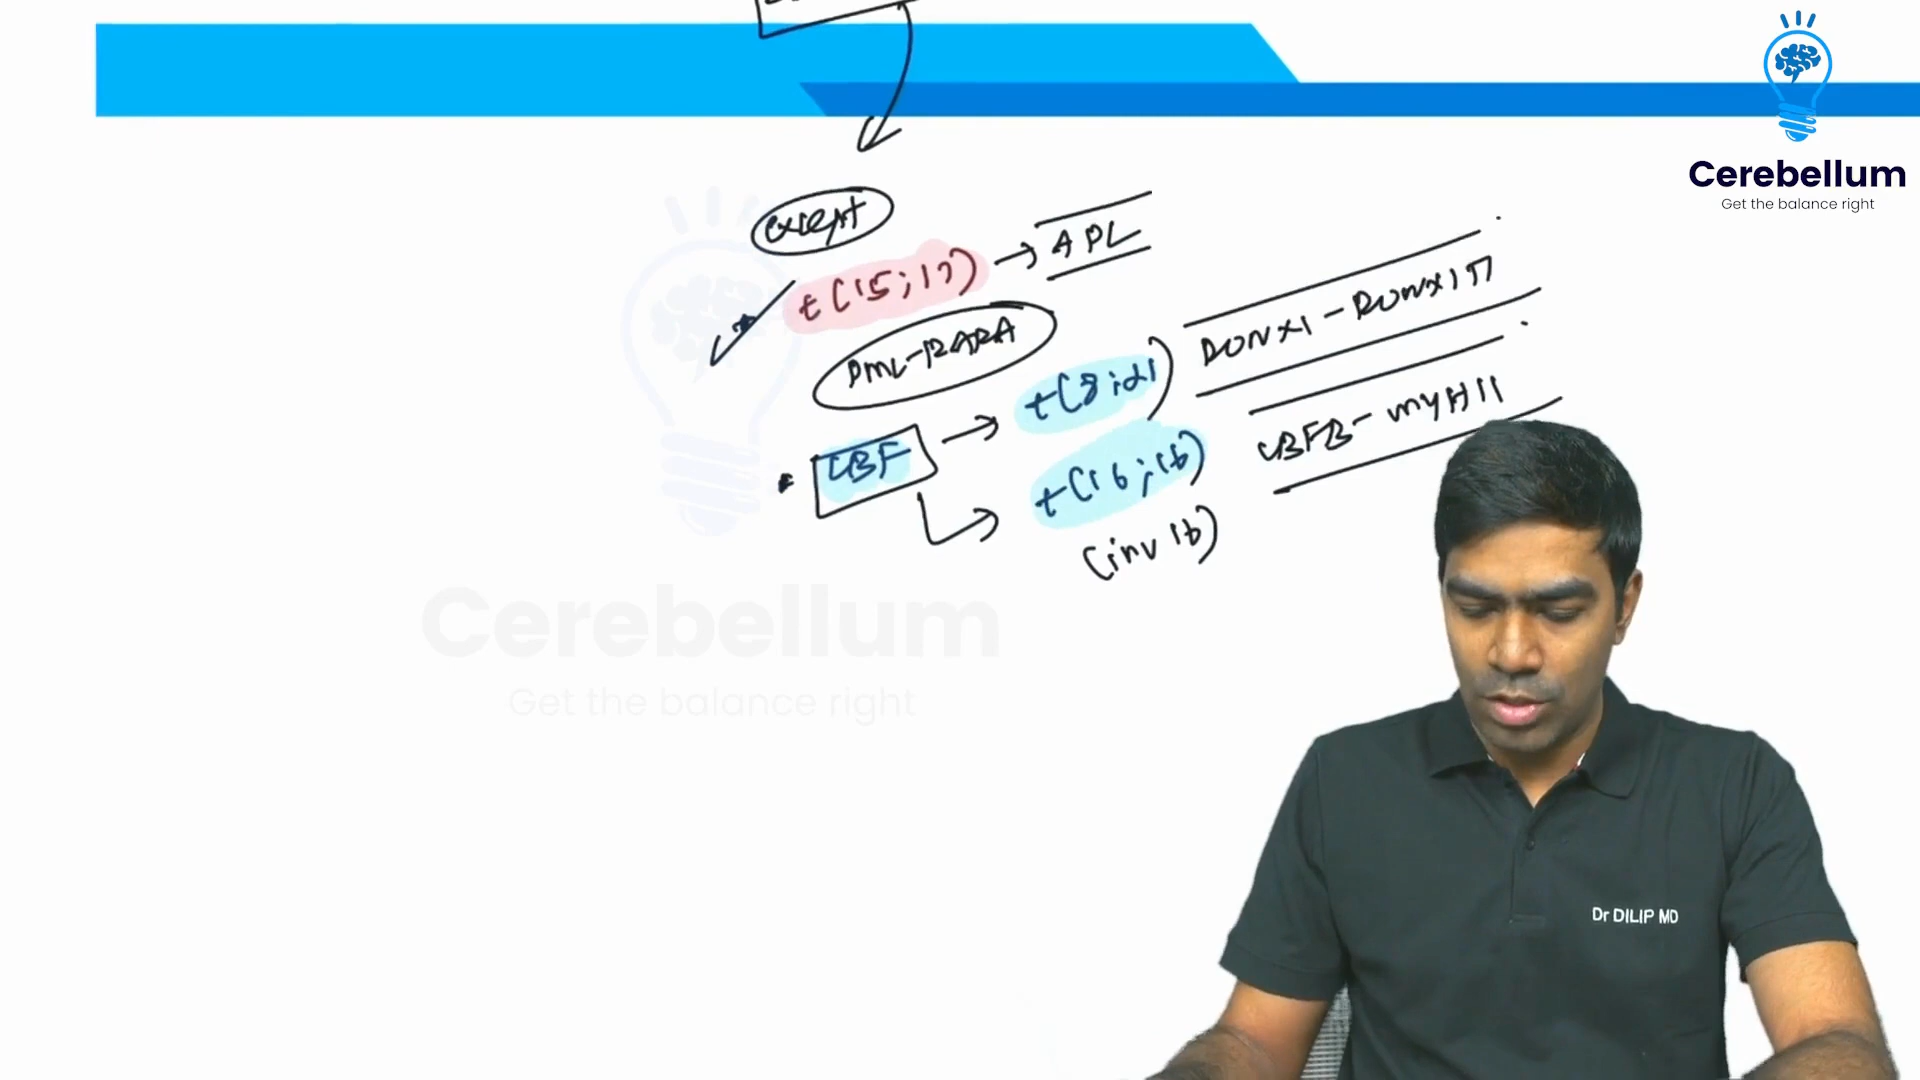 Cerebellum
Get the balance right
except
t(15;17) → APL
PML-RARA
CBF → t(8;21) RUNX1-RUNX1T1
t(16;16) CBFB-MYH11
(inv 16)
Cerebellum
Get the balance right
Dr DILIP MD